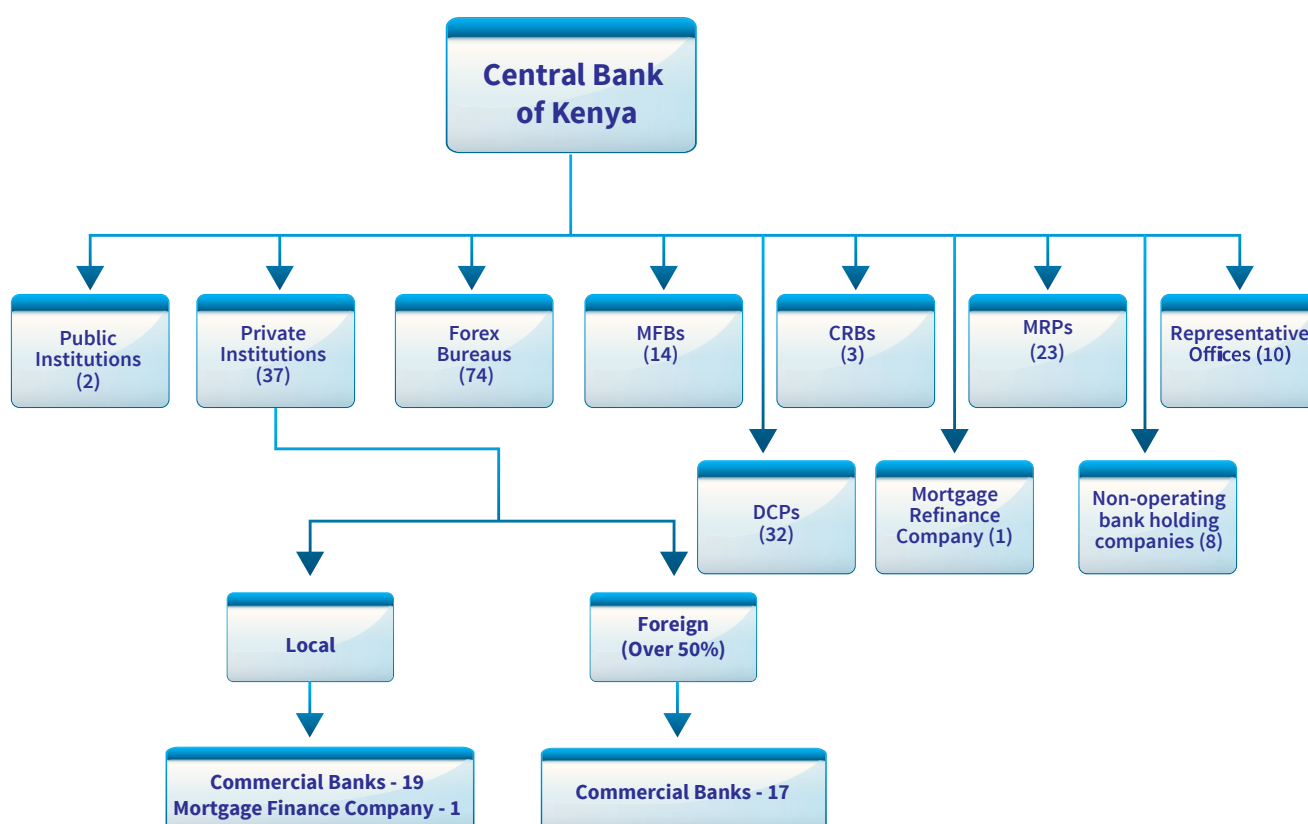 Central Bank
of Kenya
Public
Institutions
(2)
Private
Institutions
(37)
Forex
Bureaus
(74)
MFBs
(14)
CRBs
(3)
MRPs
(23)
Representative
Offices (10)
DCPs
(32)
Mortgage
Refinance
Company (1)
Non-operating
bank holding
companies (8)
Local
Foreign
(Over 50%)
Commercial Banks - 19
Mortgage Finance Company - 1
Commercial Banks - 17